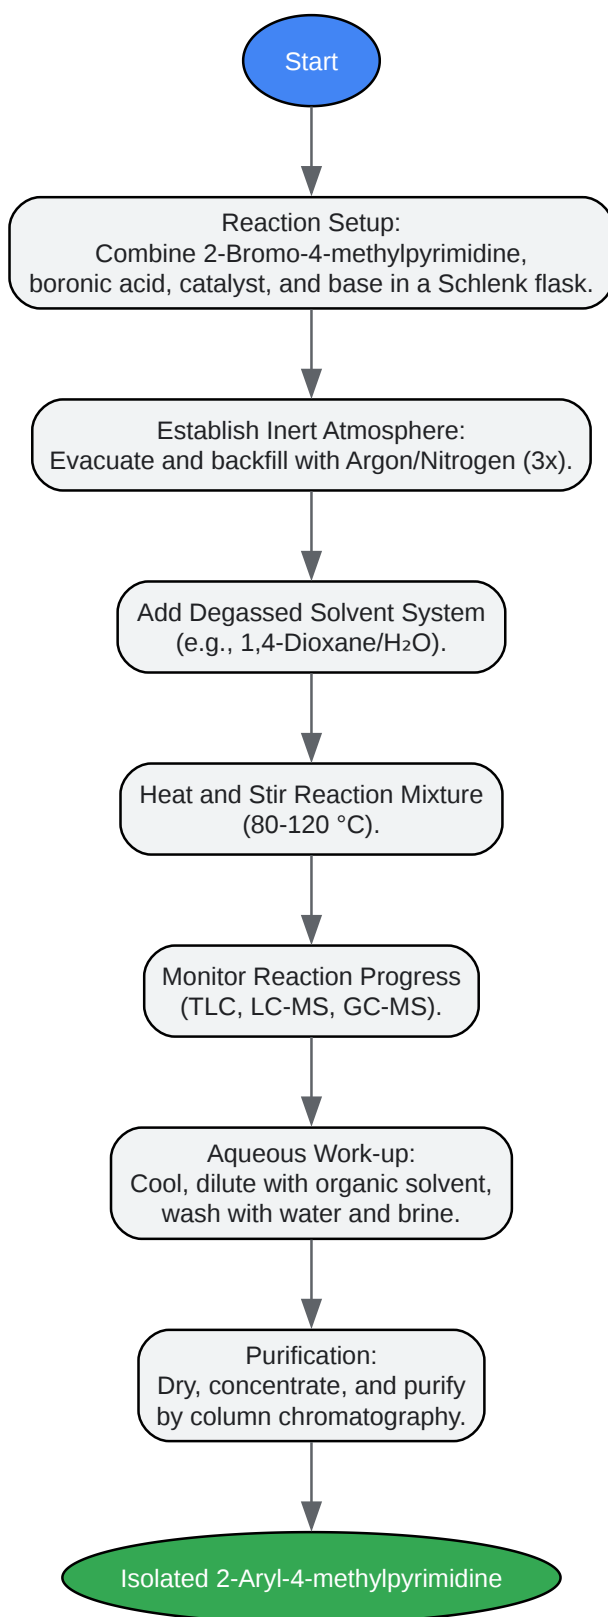 Start
Reaction Setup:
Combine 2-Bromo-4-methylpyrimidine,
boronic acid, catalyst, and base in a Schlenk flask.
Establish Inert Atmosphere:
Evacuate and backfill with Argon/Nitrogen (3x).
Add Degassed Solvent System
(e.g., 1,4-Dioxane/H₂O).
Heat and Stir Reaction Mixture
(80-120 °C).
Monitor Reaction Progress
(TLC, LC-MS, GC-MS).
Aqueous Work-up:
Cool, dilute with organic solvent,
wash with water and brine.
Purification:
Dry, concentrate, and purify
by column chromatography.
Isolated 2-Aryl-4-methylpyrimidine